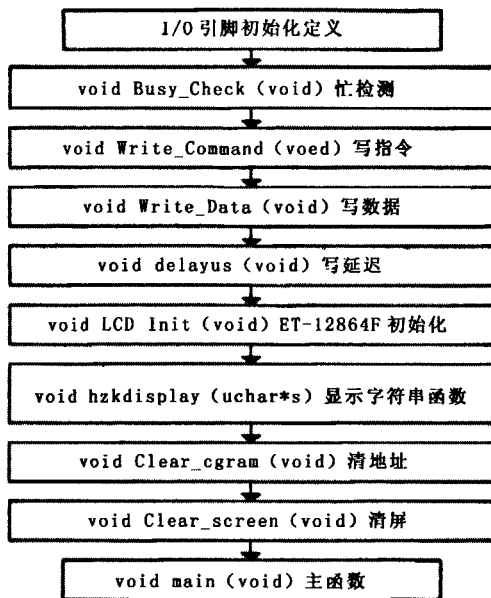 1/0 引脚初始化定义
void Busy_Check（void）忙检测
void Write_Command（voed）写指令
void Write_Data（void）写数据
void delayus（void）写延迟
void LCD Init（void）ET-12864F 初始化
void hzkdisplay（uchar*s）显示字符串函数
void Clear_cgram（void）清地址
void Clear_screen（void）清屏
void main（void）主函数